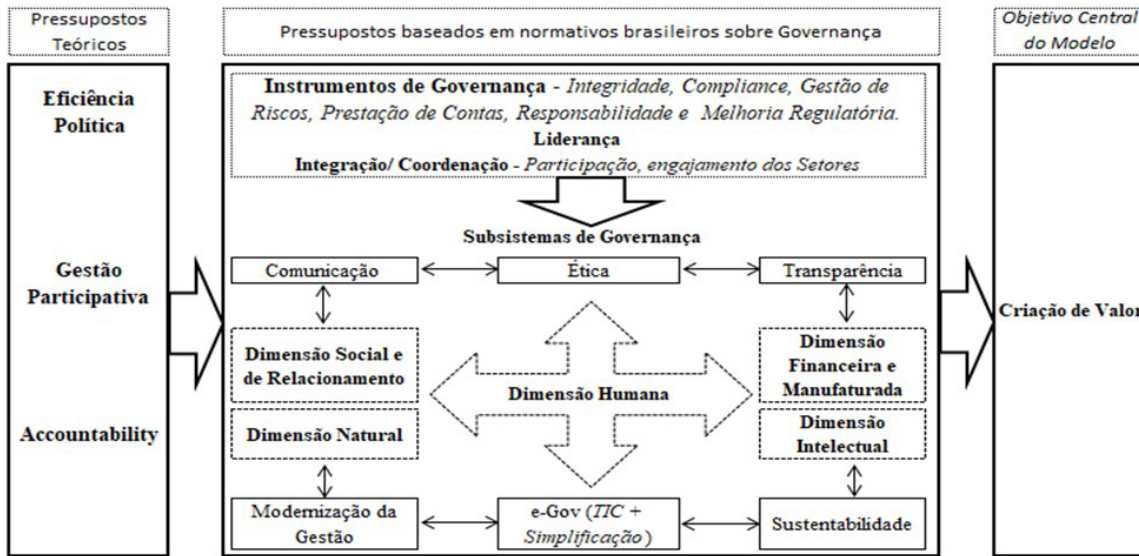 Pressupostos
Teóricos
Pressupostos baseados em normativos brasileiros sobre Governança
Objetivo Central
do Modelo
Eficiência
Política
Gestão
Participativa
Accountability
Instrumentos de Governança - Integridade, Compliance, Gestão de
Riscos, Prestação de Contas, Responsabilidade e Melhoria Regulatória.
Liderança
Integração/ Coordenação - Participação, engajamento dos Setores
Subsistemas de Governança
Comunicação
Ética
Transparência
Dimensão Social e
de Relacionamento
Dimensão Humana
Dimensão
Financeira e
Manufaturada
Dimensão Natural
Dimensão
Intelectual
Modernização da
Gestão
e-Gov (TIC +
Simplificação)
Sustentabilidade
Criação de Valor